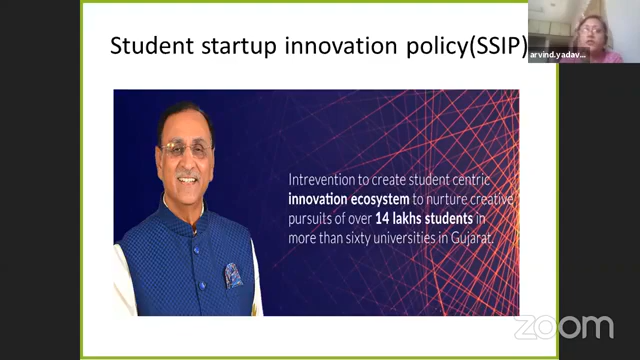 Student startup innovation policy(SSIP)
arvind.yadav...
Intrevention to create student centric
innovation ecosystem to nurture creative
pursuits of over 14 lakhs students in
more than sixty universities in Gujarat.
zoom